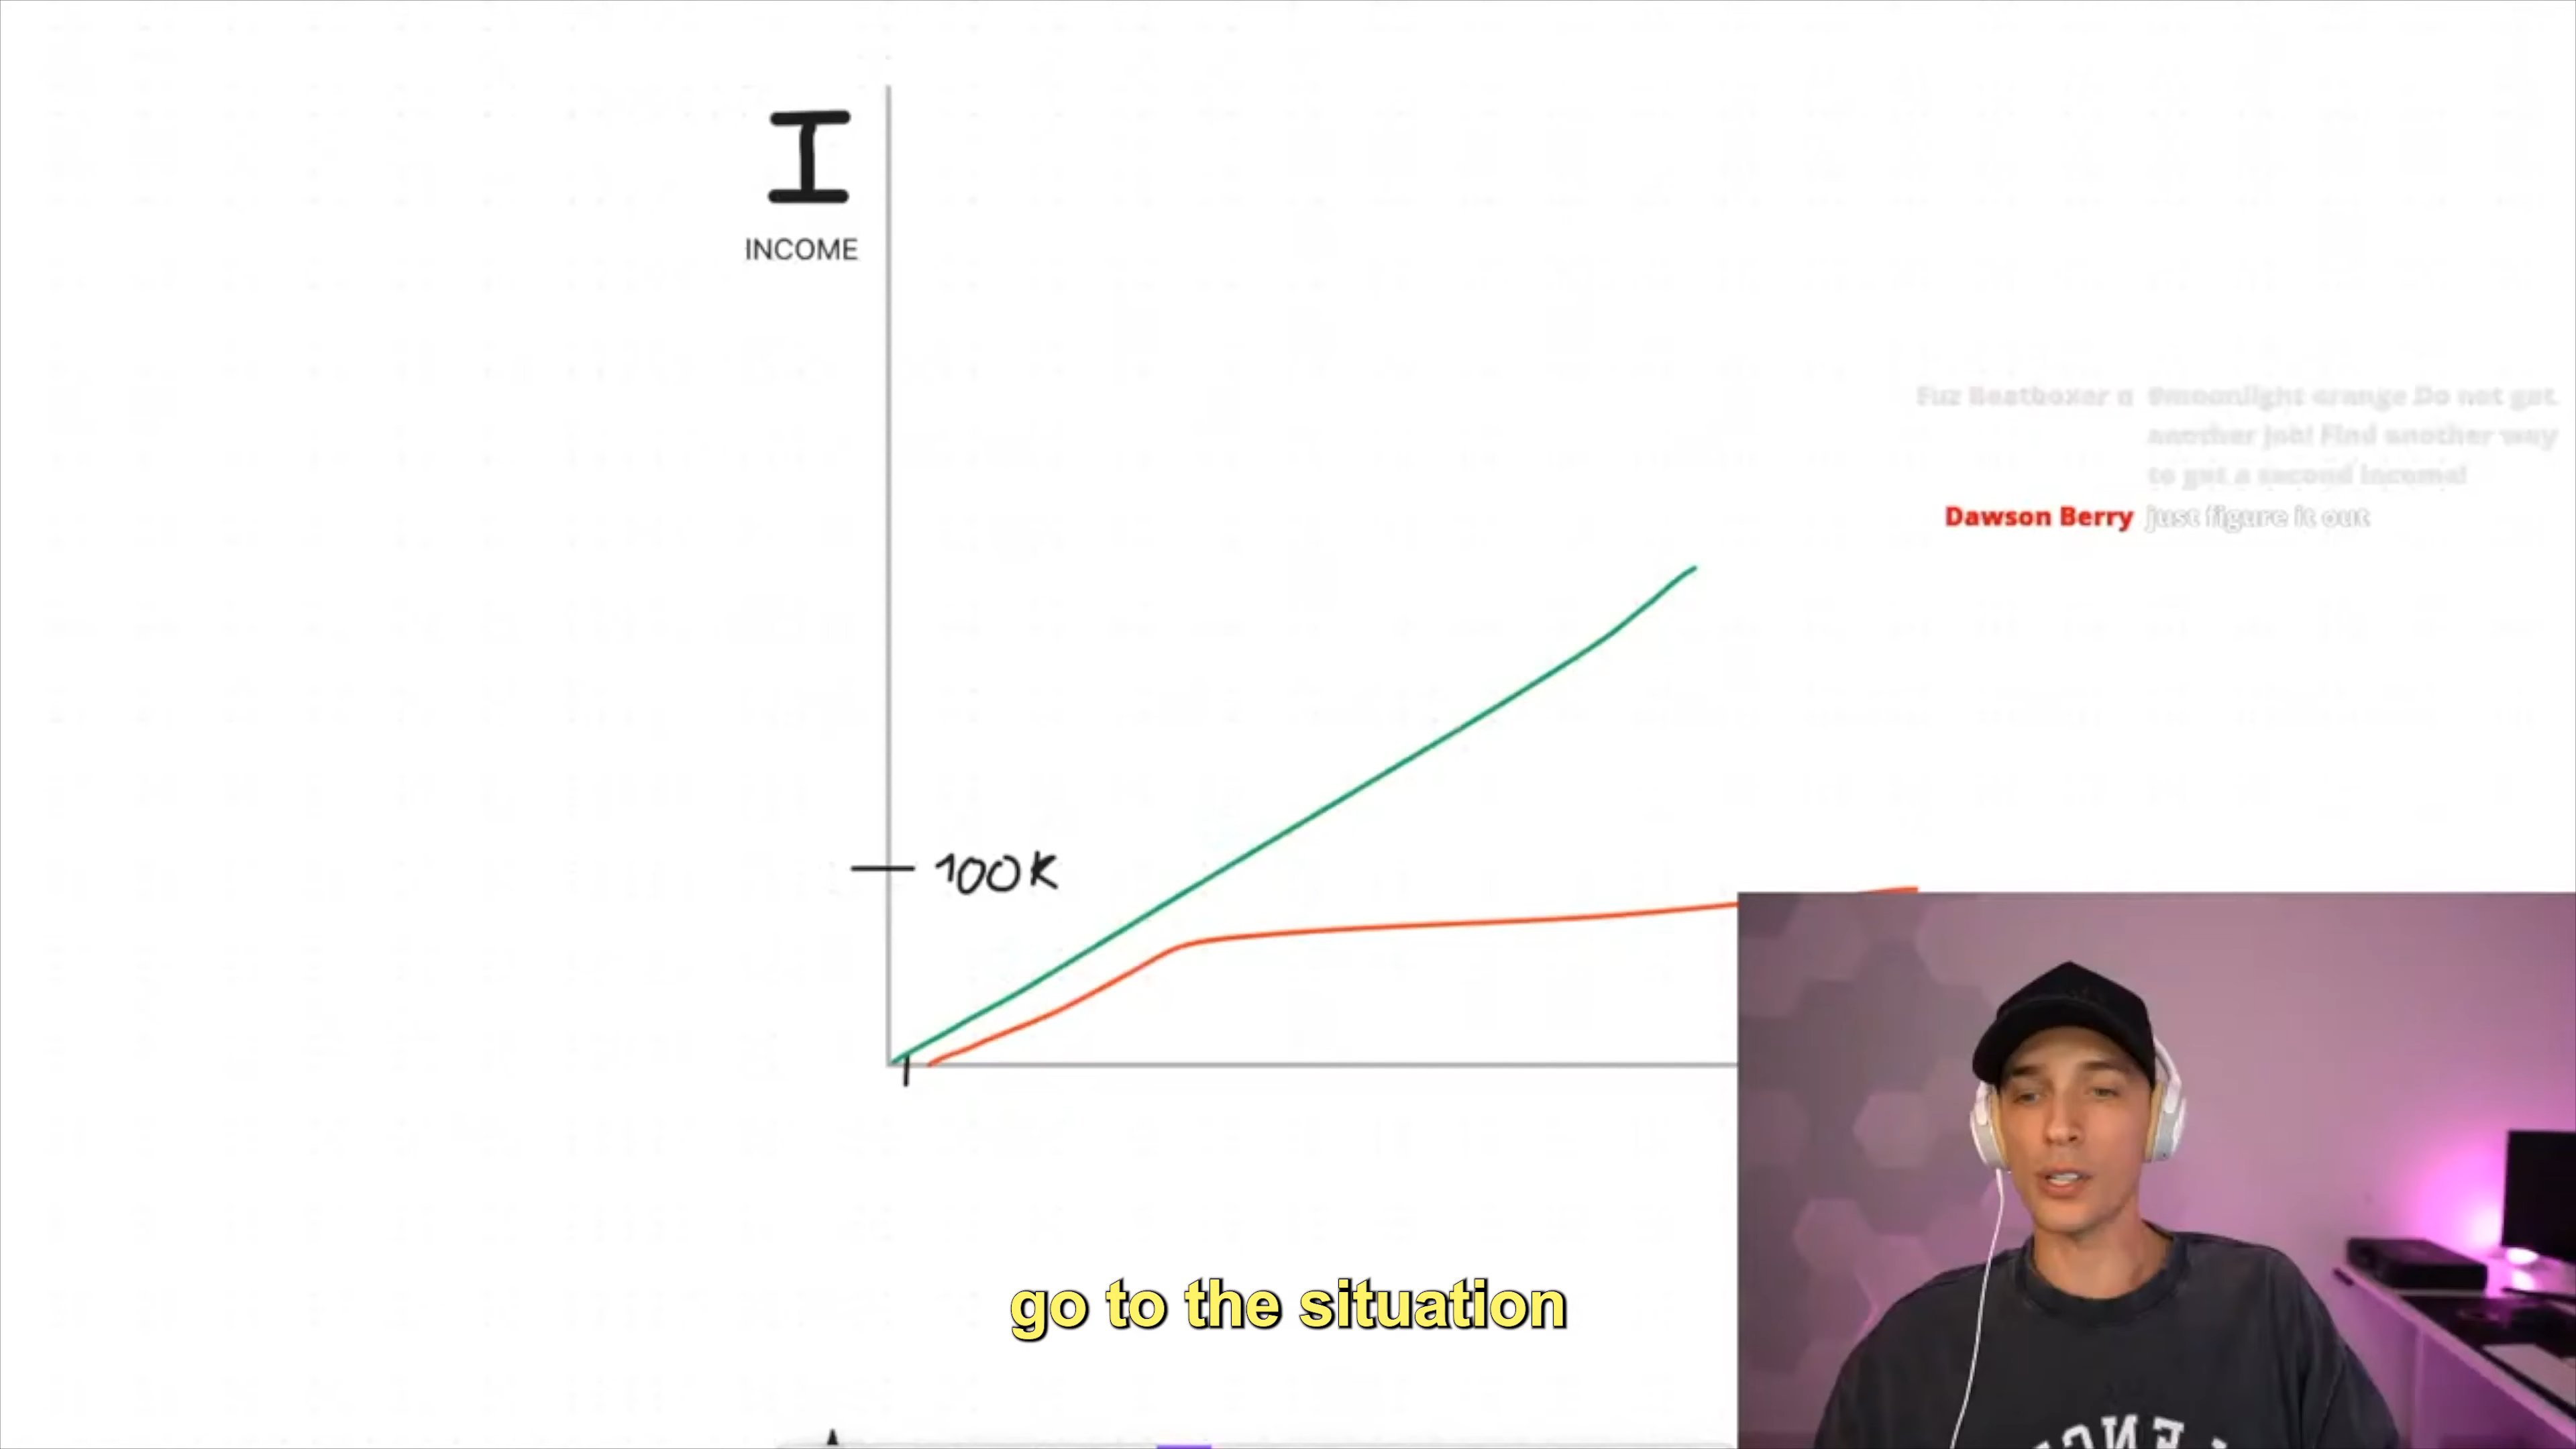 I
INCOME
Fuz Beatboxer
moonlight orange Do not get
another job! Find another way
to get a second income!
Dawson Berry just figure it out
100K
go to the situation